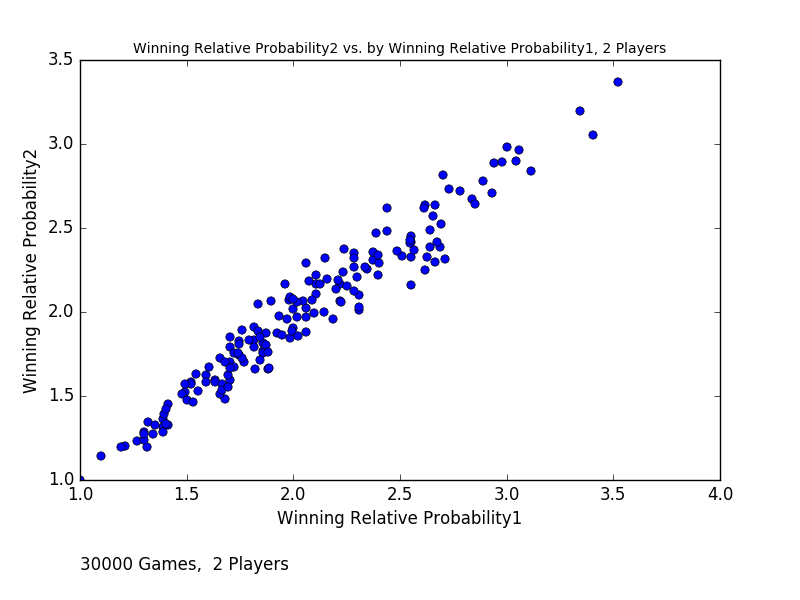 Winning Relative Probability2 vs. by Winning Relative Probability1, 2 Players
3.5
3.0
2.5
2.0
1.5
1.0
Winning Relative Probability2
1.0 1.5 2.0 2.5 3.0 3.5 4.0
Winning Relative Probability1
30000 Games,  2 Players